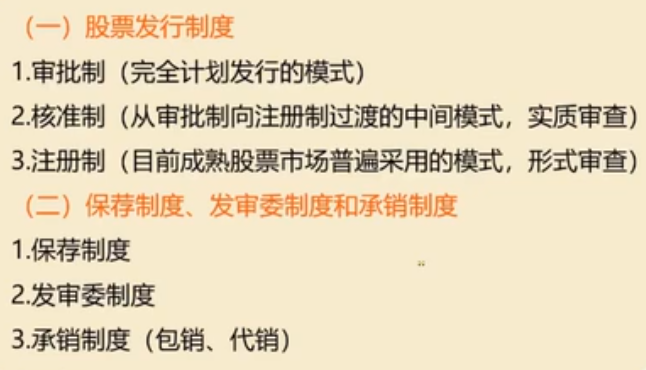 （一）股票发行制度
1.审批制（完全计划发行的模式）
2.核准制（从审批制向注册制过渡的中间模式，实质审查）
3.注册制（目前成熟股票市场普遍采用的模式，形式审查）
（二）保荐制度、发审委制度和承销制度
1.保荐制度
2.发审委制度
3.承销制度（包销、代销）